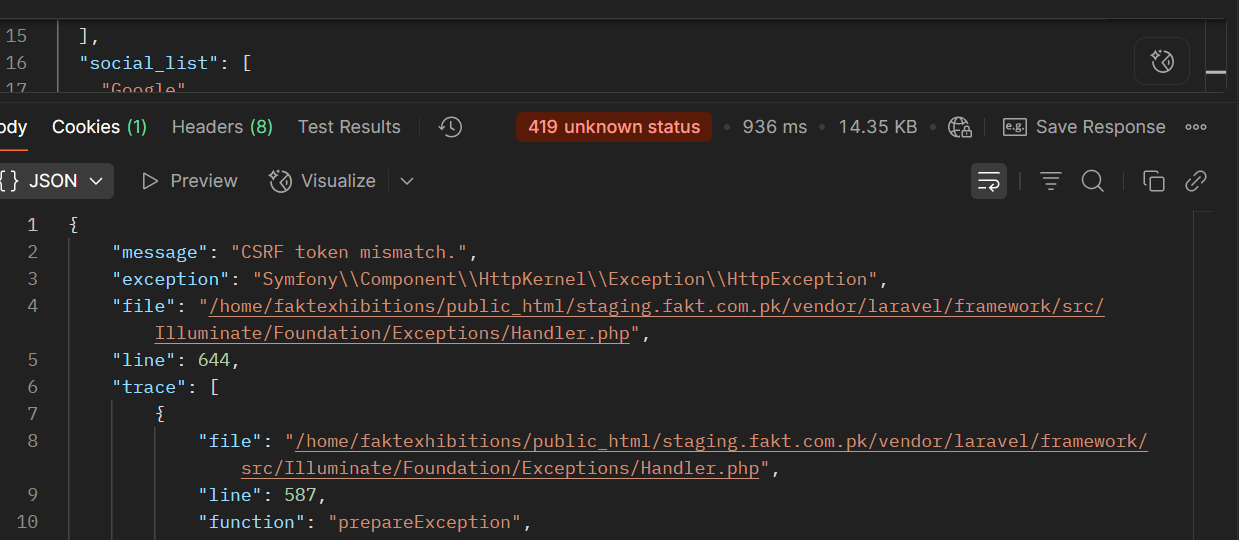 15 ],
16 "social_list": [
17 "Google"
ody Cookies (1) Headers (8) Test Results 419 unknown status • 936 ms • 14.35 KB • e.g. Save Response
{} JSON Preview Visualize
1 {
2 "message": "CSRF token mismatch.",
3 "exception": "Symfony\\Component\\HttpKernel\\Exception\\HttpException",
4 "file": "/home/faktexhibitions/public_html/staging.fakt.com.pk/vendor/laravel/framework/src/
Illuminate/Foundation/Exceptions/Handler.php",
5 "line": 644,
6 "trace": [
7 {
8 "file": "/home/faktexhibitions/public_html/staging.fakt.com.pk/vendor/laravel/framework/
src/Illuminate/Foundation/Exceptions/Handler.php",
9 "line": 587,
10 "function": "prepareException",